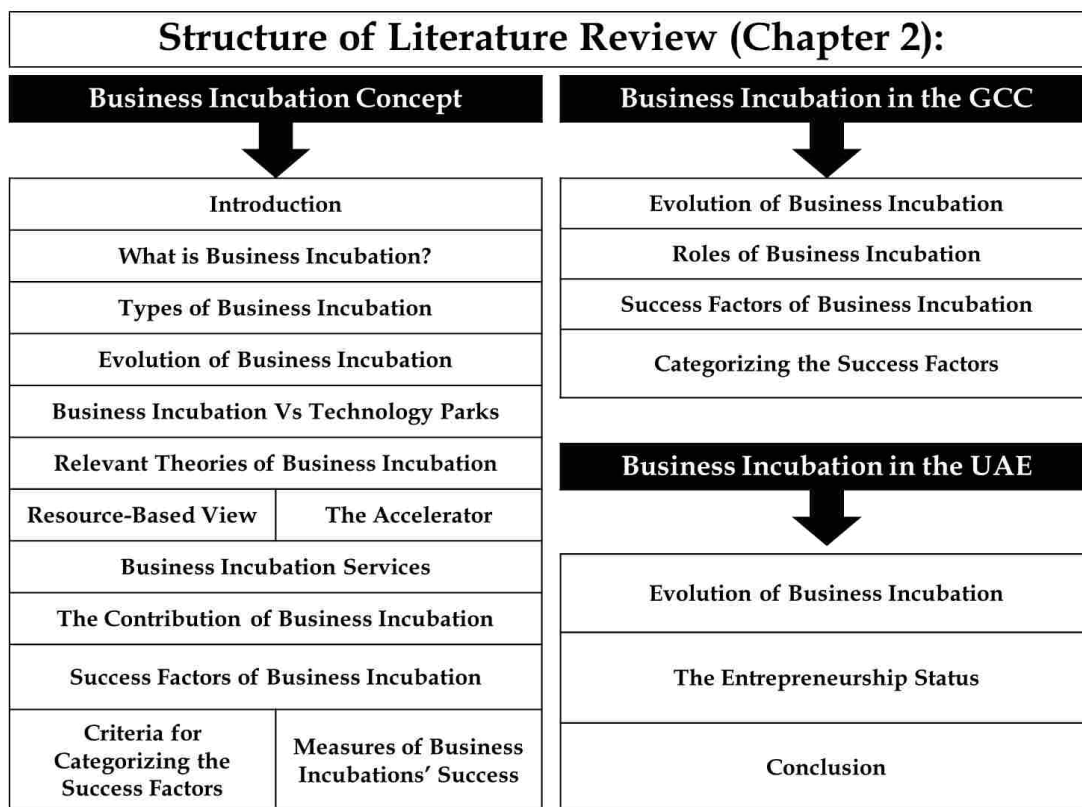 Structure of Literature Review (Chapter 2):
Business Incubation Concept
Introduction
What is Business Incubation?
Types of Business Incubation
Evolution of Business Incubation
Business Incubation Vs Technology Parks
Relevant Theories of Business Incubation
Resource-Based View
The Accelerator
Business Incubation Services
The Contribution of Business Incubation
Success Factors of Business Incubation
Criteria for
Categorizing the
Success Factors
Measures of Business
Incubations' Success
Business Incubation in the GCC
Evolution of Business Incubation
Roles of Business Incubation
Success Factors of Business Incubation
Categorizing the Success Factors
Business Incubation in the UAE
Evolution of Business Incubation
The Entrepreneurship Status
Conclusion